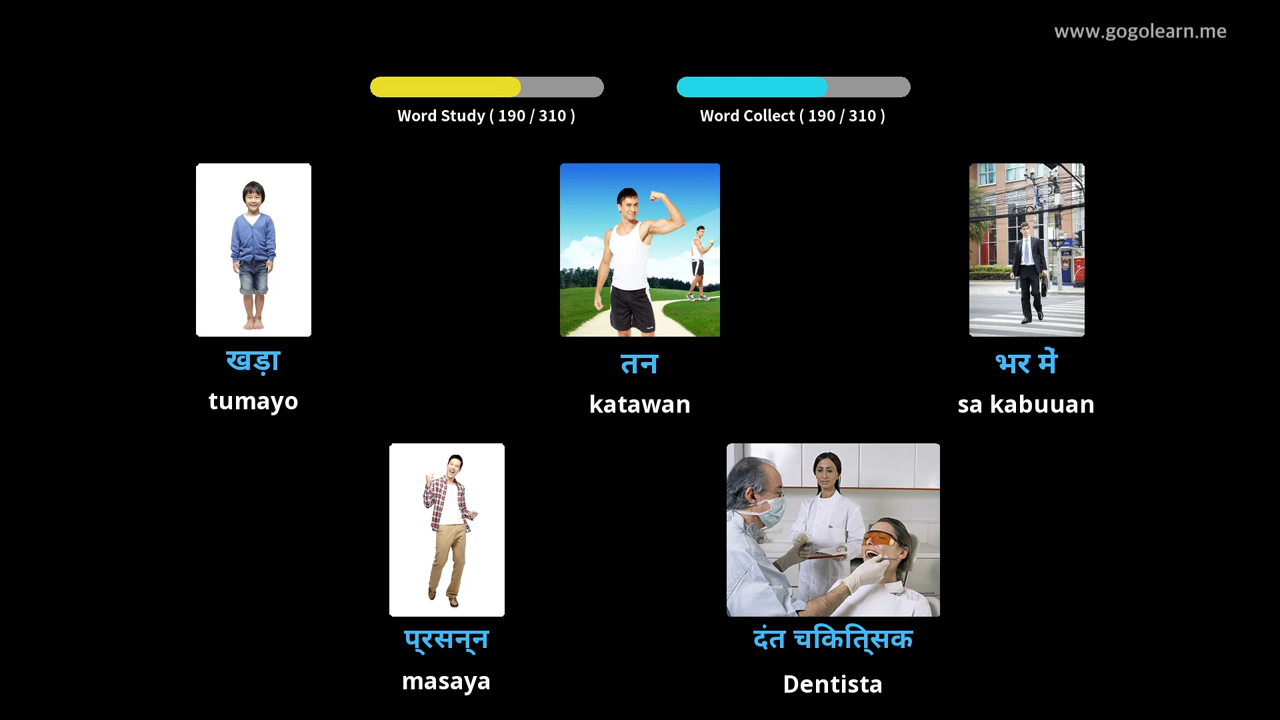 www.gogolearn.me
Word Study ( 190 / 310 )
Word Collect ( 190 / 310 )
खड़ा
tumayo
तन
katawan
भर में
sa kabuuan
प्रसन्न
masaya
दंत चिकित्सक
Dentista